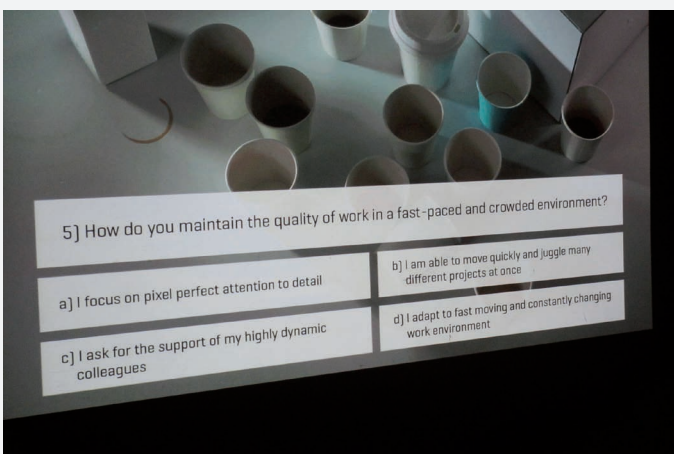 5) How do you maintain the quality of work in a fast-paced and crowded environment?
a) I focus on pixel perfect attention to detail
b) I am able to move quickly and juggle many
different projects at once
c) I ask for the support of my highly dynamic
colleagues
d) I adapt to fast moving and constantly changing
work environment